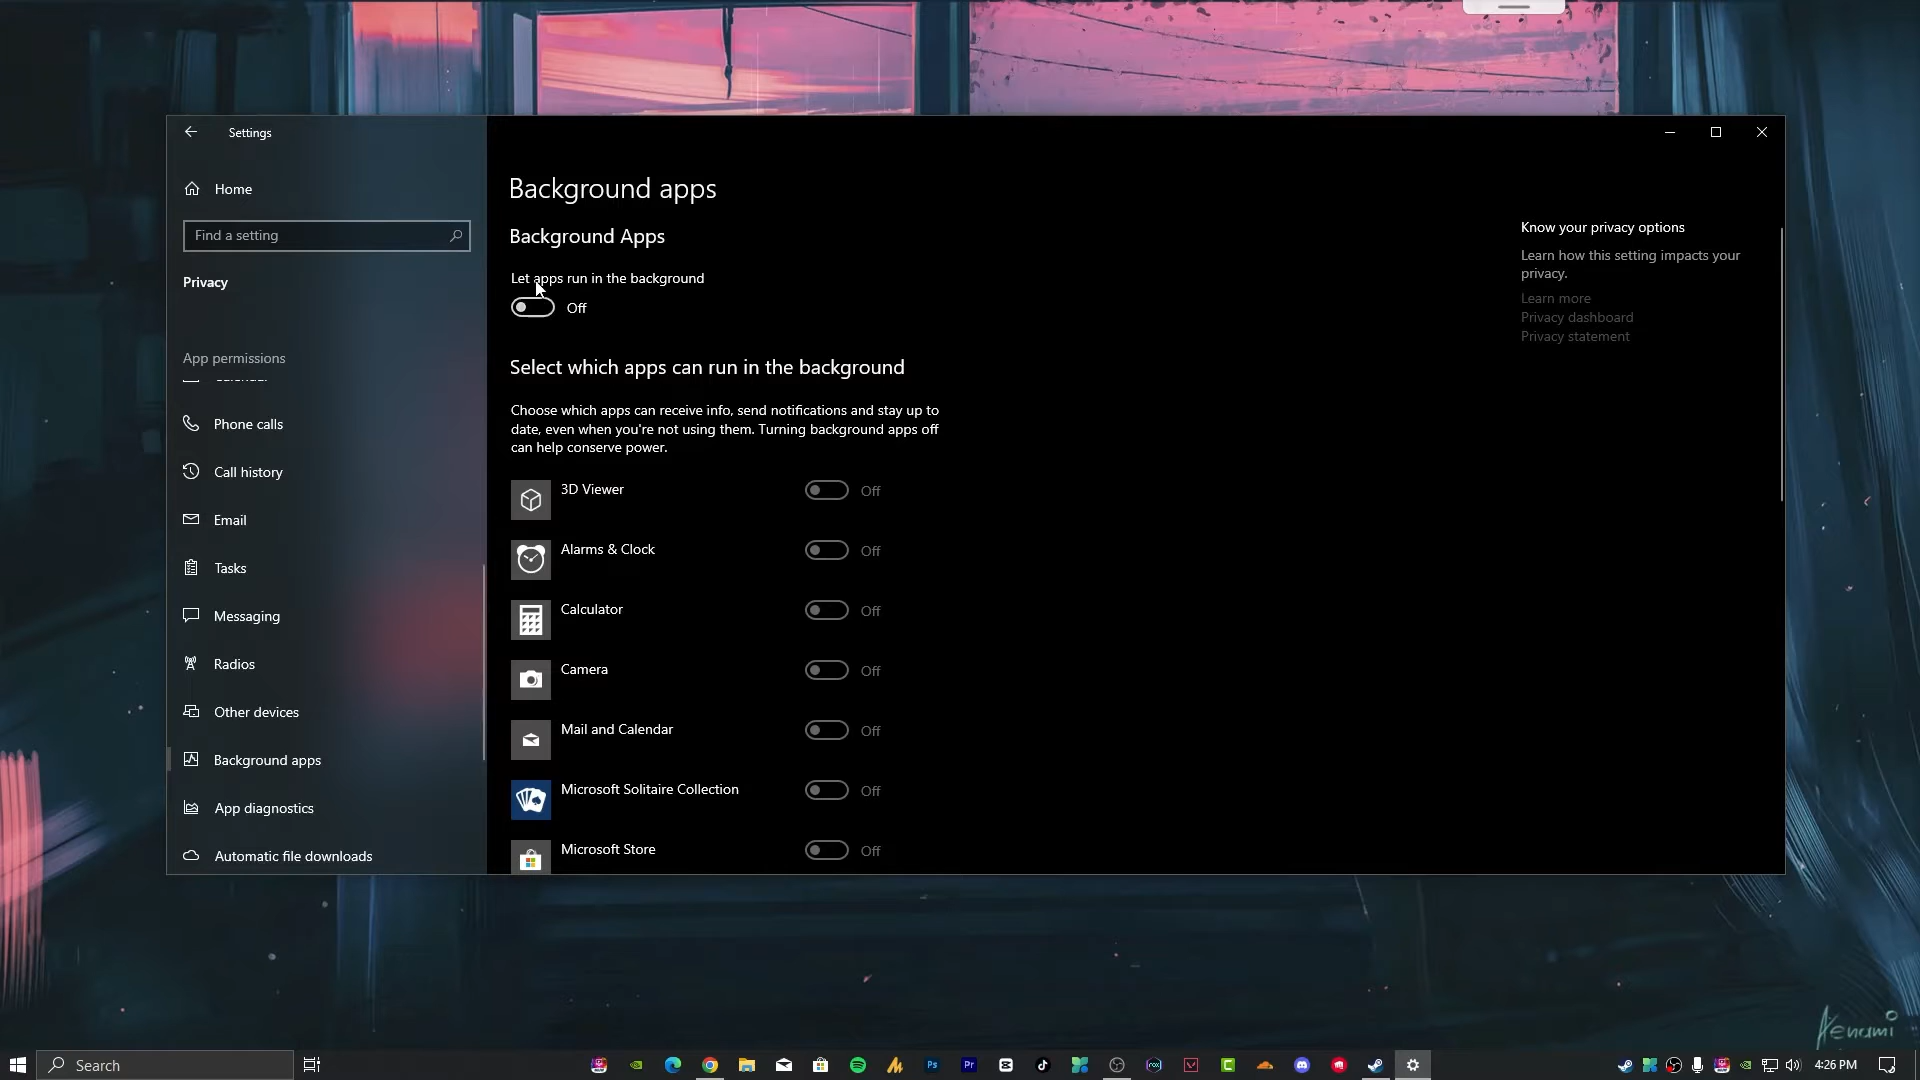 Settings
Home
Find a setting
Privacy
App permissions
Calendar
Phone calls
Call history
Email
Tasks
Messaging
Radios
Other devices
Background apps
App diagnostics
Automatic file downloads
Background apps
Background Apps
Let apps run in the background
Off
Select which apps can run in the background
Choose which apps can receive info, send notifications and stay up to
date, even when you're not using them. Turning background apps off
can help conserve power.
3D Viewer Off
Alarms & Clock Off
Calculator Off
Camera Off
Mail and Calendar Off
Microsoft Solitaire Collection Off
Microsoft Store Off
Know your privacy options
Learn how this setting impacts your
privacy.
Learn more
Privacy dashboard
Privacy statement
Aenami
Search
Ps
Pr
4:26 PM